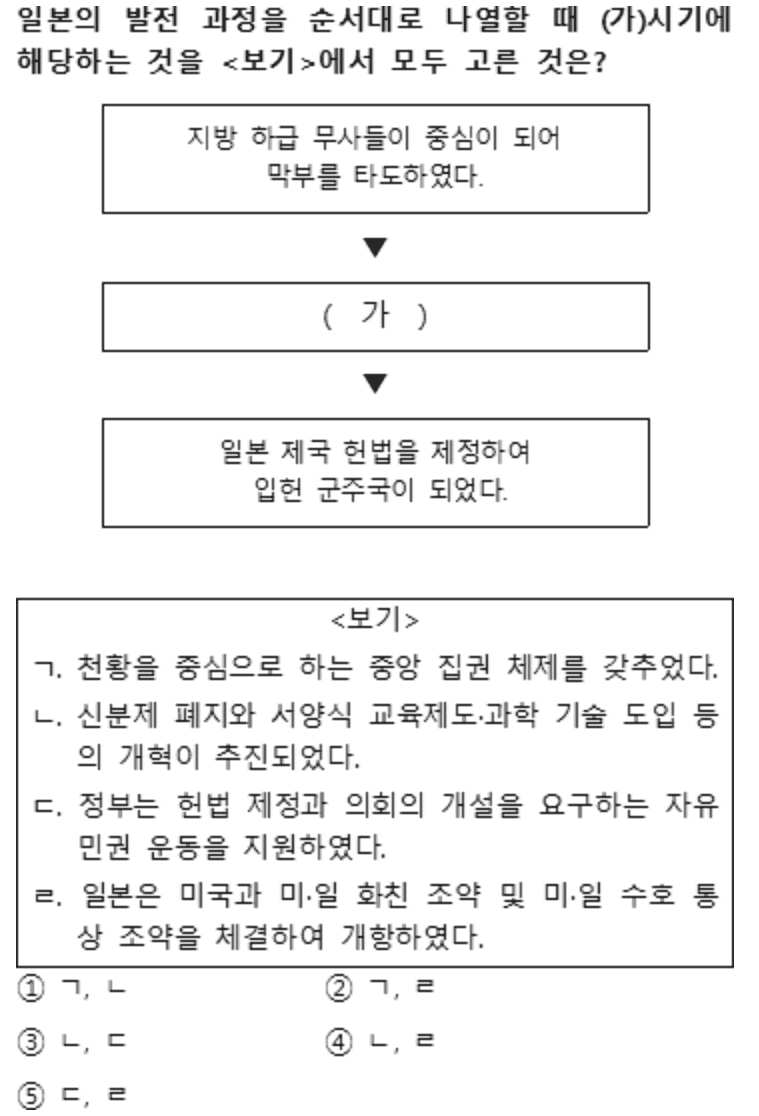 일본의 발전 과정을 순서대로 나열할 때 (가)시기에
해당하는 것을 <보기>에서 모두 고른 것은?
지방 하급 무사들이 중심이 되어
막부를 타도하였다.
▼
( 가 )
▼
일본 제국 헌법을 제정하여
입헌 군주국이 되었다.
<보기>
ㄱ. 천황을 중심으로 하는 중앙 집권 체제를 갖추었다.
ㄴ. 신분제 폐지와 서양식 교육제도·과학 기술 도입 등
의 개혁이 추진되었다.
ㄷ. 정부는 헌법 제정과 의회의 개설을 요구하는 자유
민권 운동을 지원하였다.
ㄹ. 일본은 미국과 미·일 화친 조약 및 미·일 수호 통
상 조약을 체결하여 개항하였다.
① ㄱ, ㄴ ② ㄱ, ㄹ
③ ㄴ, ㄷ ④ ㄴ, ㄹ
⑤ ㄷ, ㄹ